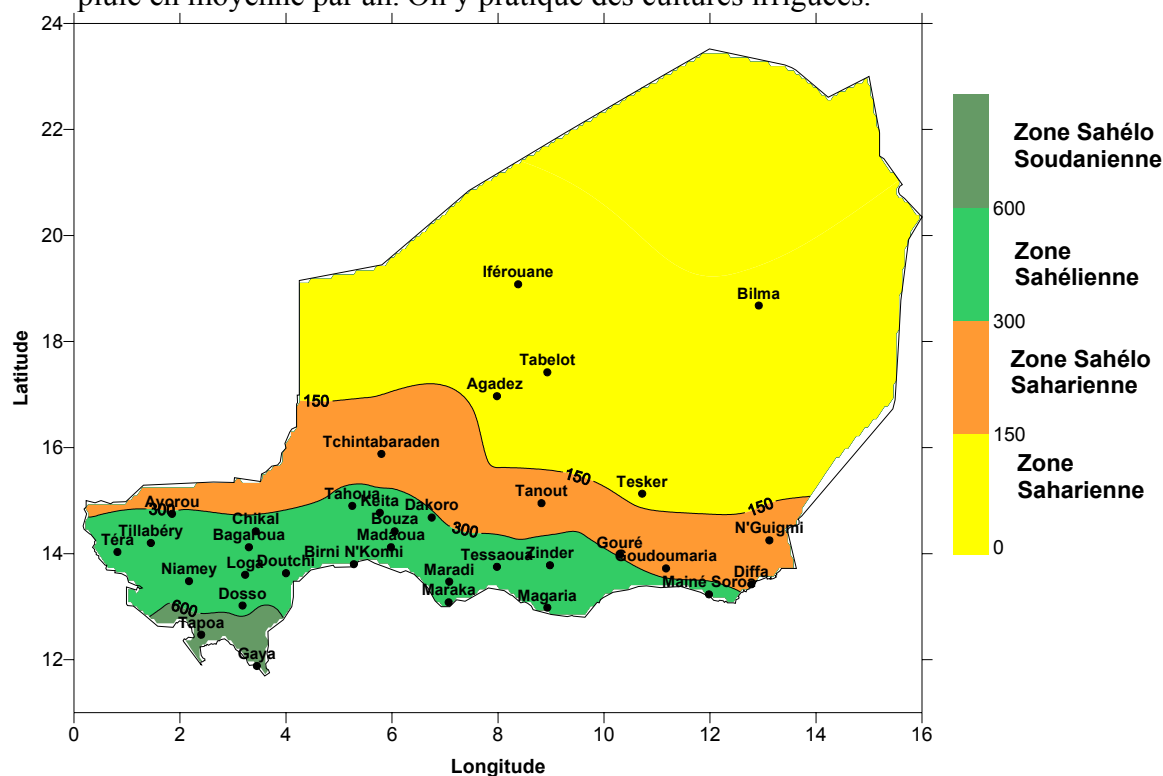 pluie en moyenne par an. On y pratique des cultures irriguées.
24
22
20
18
16
14
12
Latitude
0
2
4
6
8
10
12
14
16
Longitude
Iférouane
Bilma
Tabelot
Agadez
150
Tchintabaraden
150
Tesker
Tanout
150
N'Guigmi
Ayorou
300
Tahoua
Keita
Dakoro
Bouza
300
Chikal
Tillabéry
Téra
Bagaroua
Madaoua
Birni N'Konni
Gouré
Goudoumaria
Tessaoua
Zinder
Niamey
Loga
Doutchi
Maradi
Diffa
Mainé Soroa
Dosso
Maraka
Magaria
600
Tapoa
Gaya
Zone Sahélo
Soudanienne
600
Zone
Sahélienne
300
Zone Sahélo
Saharienne
150
Zone
Saharienne
0